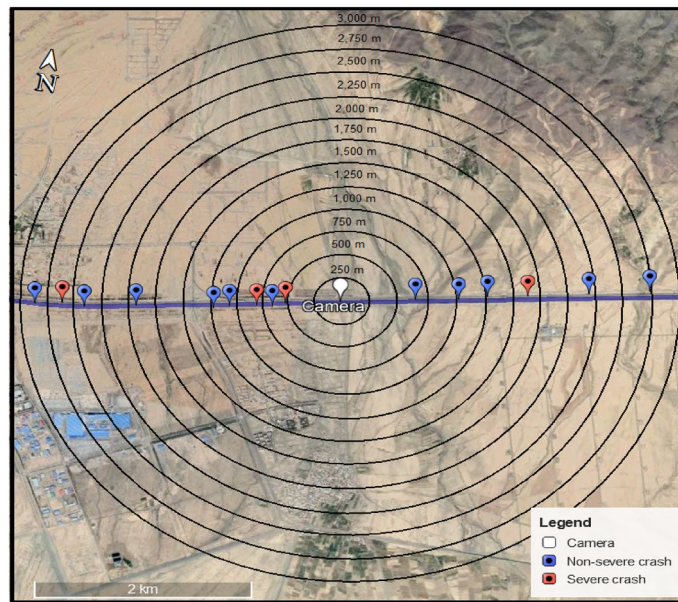 3,000 m
2,750 m
2,500 m
2,250 m
2,000 m
1,750 m
1,500 m
1,250 m
1,000 m
750 m
500 m
250 m
N
Camera
2 km
Legend
Camera
Non-severe crash
Severe crash